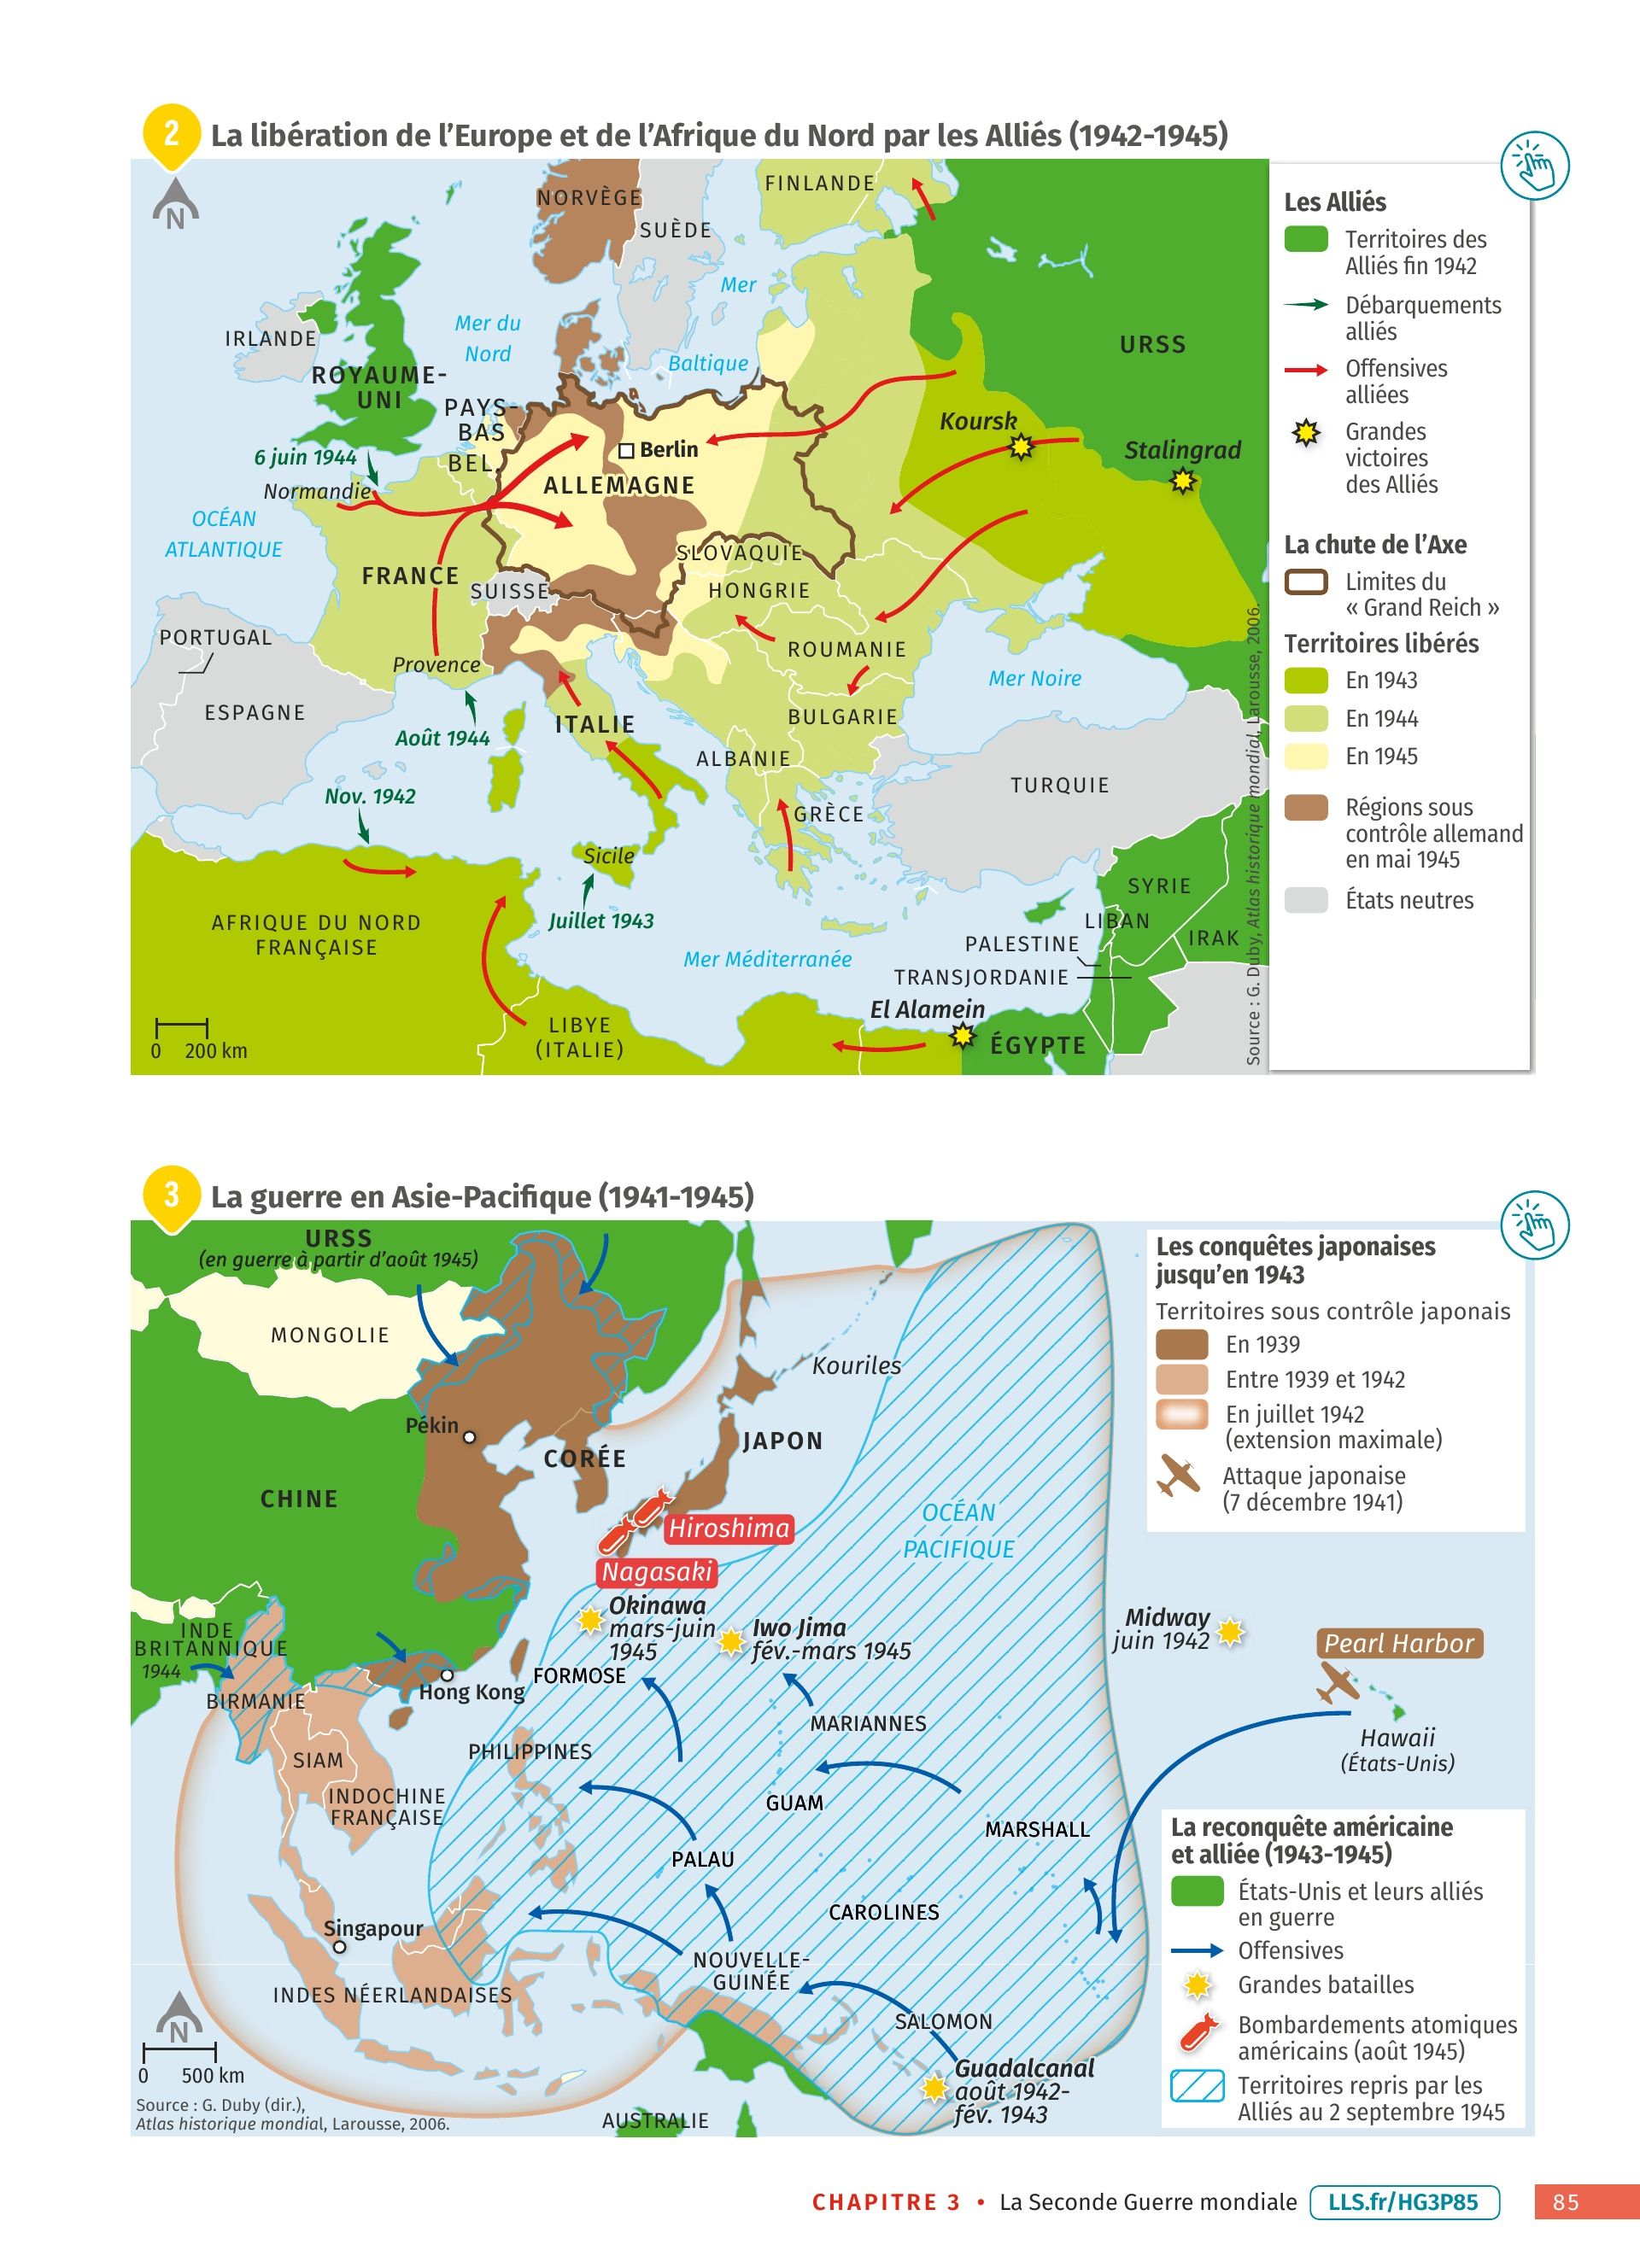 2
La libération de l'Europe et de l'Afrique du Nord par les Alliés (1942-1945)
N
NORVÈGE
FINLANDE
SUÈDE
Mer
Baltique
Mer du
Nord
IRLANDE
ROYAUME-
UNI
URSS
PAYS-
BAS
BEL.
Berlin
Koursk
Stalingrad
6 juin 1944
Normandie
ALLEMAGNE
OCÉAN
ATLANTIQUE
SLOVAQUIE
FRANCE
SUISSE
HONGRIE
PORTUGAL
Provence
ROUMANIE
Mer Noire
ESPAGNE
Août 1944
ITALIE
BULGARIE
ALBANIE
TURQUIE
Nov. 1942
GRÈCE
Sicile
SYRIE
AFRIQUE DU NORD
FRANÇAISE
Juillet 1943
LIBAN
IRAK
Mer Méditerranée
PALESTINE
TRANSJORDANIE
El Alamein
LIBYE
(ITALIE)
ÉGYPTE
0 200 km
Source : G. Duby, Atlas historique mondial, Larousse, 2006.
Les Alliés
Territoires des
Alliés fin 1942
Débarquements
alliés
Offensives
alliées
Grandes
victoires
des Alliés
La chute de l'Axe
Limites du
« Grand Reich »
Territoires libérés
En 1943
En 1944
En 1945
Régions sous
contrôle allemand
en mai 1945
États neutres
3
La guerre en Asie-Pacifique (1941-1945)
URSS
(en guerre à partir d'août 1945)
MONGOLIE
Kouriles
Pékin
CORÉE
JAPON
CHINE
OCÉAN
PACIFIQUE
Hiroshima
Nagasaki
Okinawa
mars-juin
1945
Iwo Jima
fév.-mars 1945
Midway
juin 1942
Pearl Harbor
INDE
BRITANNIQUE
1944
FORMOSE
Hong Kong
BIRMANIE
MARIANNES
Hawaii
(États-Unis)
SIAM
PHILIPPINES
INDOCHINE
FRANÇAISE
GUAM
MARSHALL
PALAU
CAROLINES
Singapour
NOUVELLE-
GUINÉE
INDES NÉERLANDAISES
SALOMON
N
0 500 km
Guadalcanal
août 1942-
fév. 1943
AUSTRALIE
Source : G. Duby (dir.),
Atlas historique mondial, Larousse, 2006.
Les conquêtes japonaises
jusqu'en 1943
Territoires sous contrôle japonais
En 1939
Entre 1939 et 1942
En juillet 1942
(extension maximale)
Attaque japonaise
(7 décembre 1941)
La reconquête américaine
et alliée (1943-1945)
États-Unis et leurs alliés
en guerre
Offensives
Grandes batailles
Bombardements atomiques
américains (août 1945)
Territoires repris par les
Alliés au 2 septembre 1945
CHAPITRE 3 • La Seconde Guerre mondiale LLS.fr/HG3P85 85